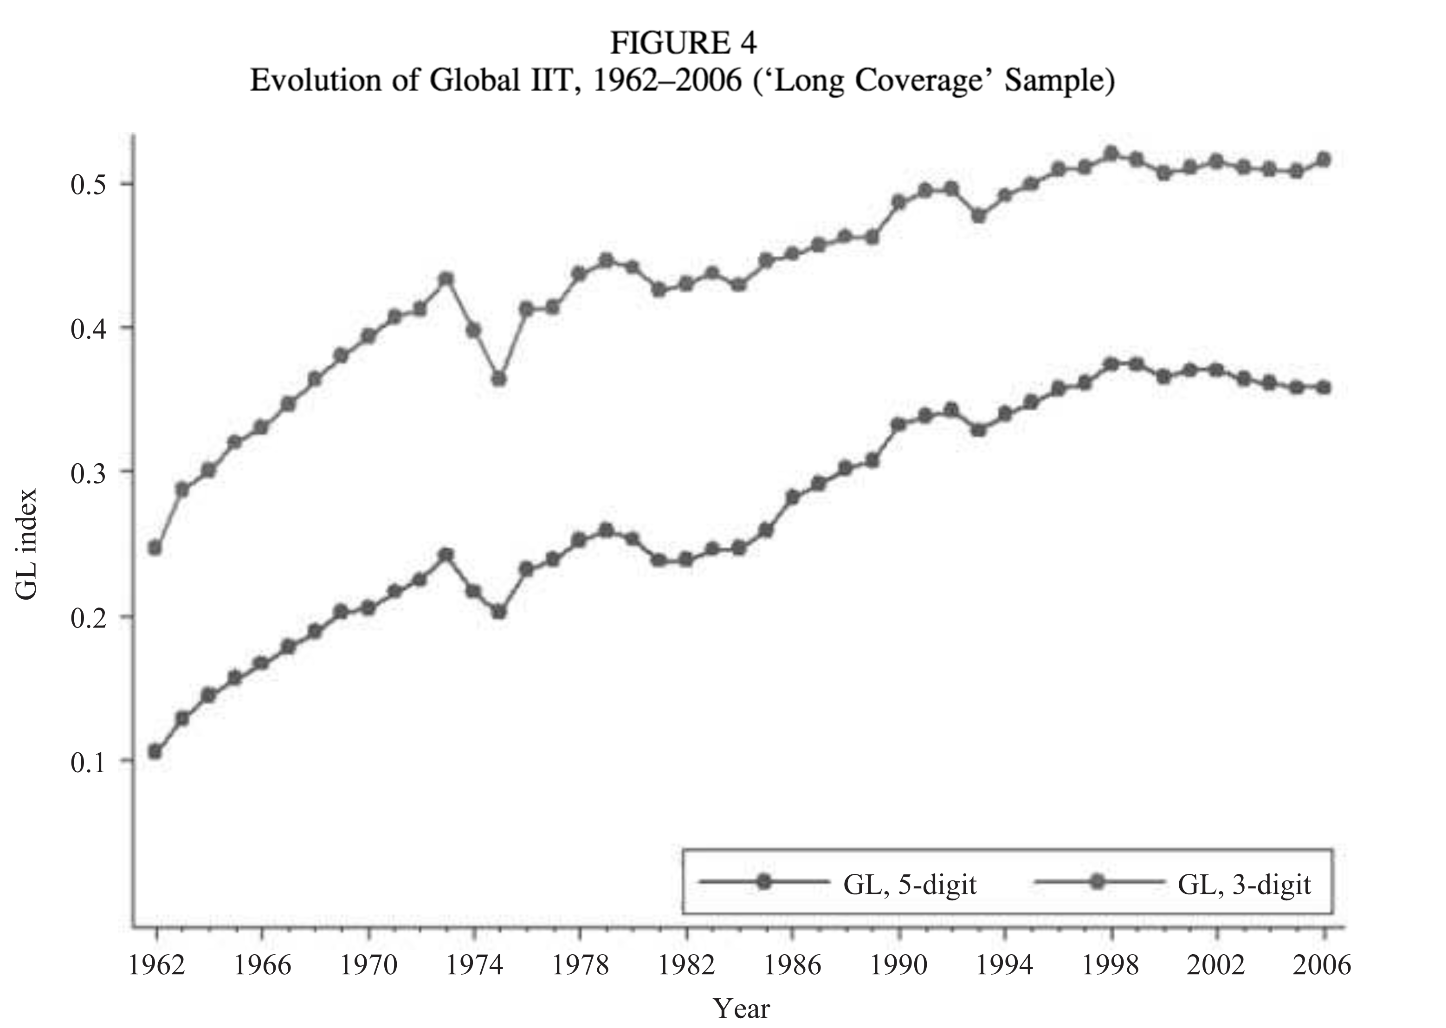 FIGURE 4
Evolution of Global IIT, 1962–2006 (‘Long Coverage’ Sample)
0.5
0.4
0.3
0.2
0.1
GL index
GL, 5-digit GL, 3-digit
1962 1966 1970 1974 1978 1982 1986 1990 1994 1998 2002 2006
Year